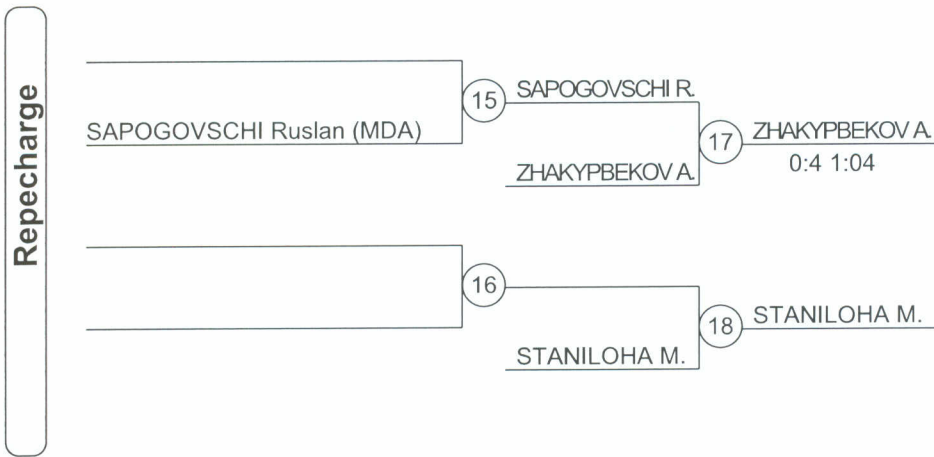 Repecharge
SAPOGOVSCHI Ruslan (MDA)
15
SAPOGOVSCHI R.
ZHAKYPBEKOV A.
17
ZHAKYPBEKOV A.
0:4 1:04
16
STANILOHA M.
18
STANILOHA M.